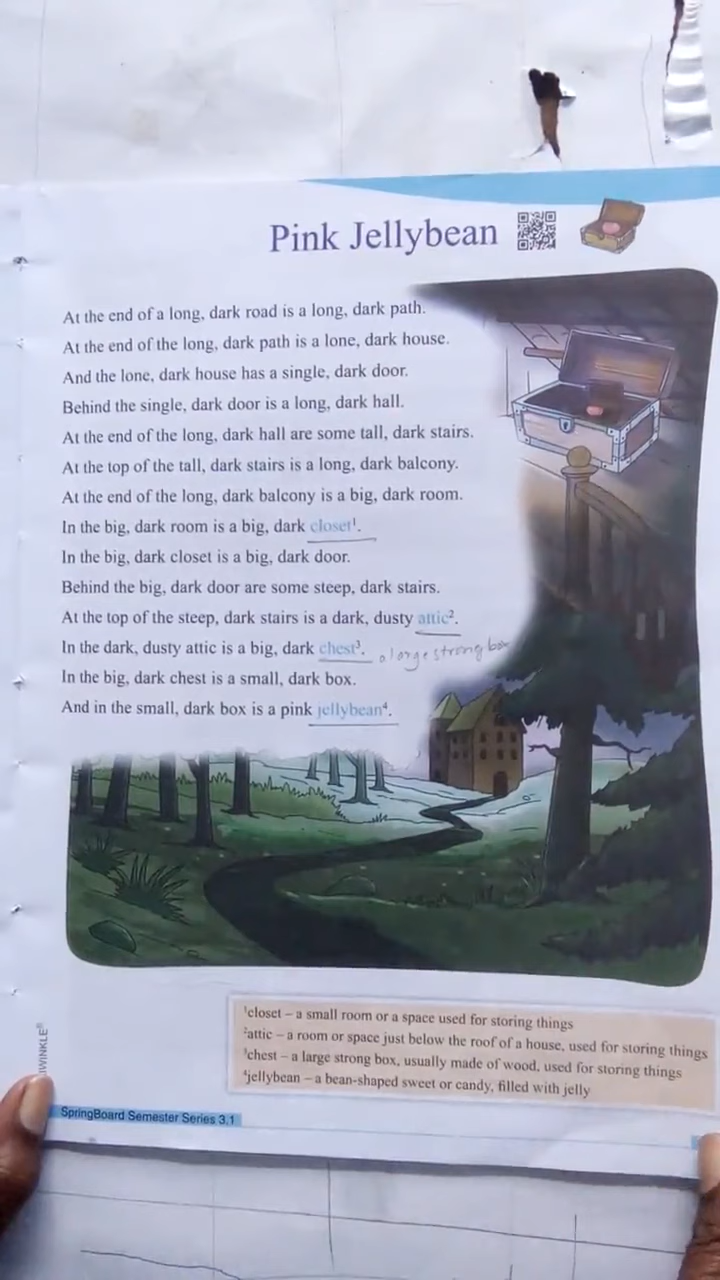 Pink Jellybean
At the end of a long, dark road is a long, dark path.
At the end of the long, dark path is a lone, dark house.
And the lone, dark house has a single, dark door.
Behind the single, dark door is a long, dark hall.
At the end of the long, dark hall are some tall, dark stairs.
At the top of the tall, dark stairs is a long, dark balcony.
At the end of the long, dark balcony is a big, dark room.
In the big, dark room is a big, dark closet¹.
In the big, dark closet is a big, dark door.
Behind the big, dark door are some steep, dark stairs.
At the top of the steep, dark stairs is a dark, dusty attic².
In the dark, dusty attic is a big, dark chest³. a large strong box
In the big, dark chest is a small, dark box.
And in the small, dark box is a pink jellybean⁴.
¹closet – a small room or a space used for storing things
²attic – a room or space just below the roof of a house, used for storing things
³chest – a large strong box, usually made of wood, used for storing things
⁴jellybean – a bean-shaped sweet or candy, filled with jelly
IWINKLE®
SpringBoard Semester Series 3.1